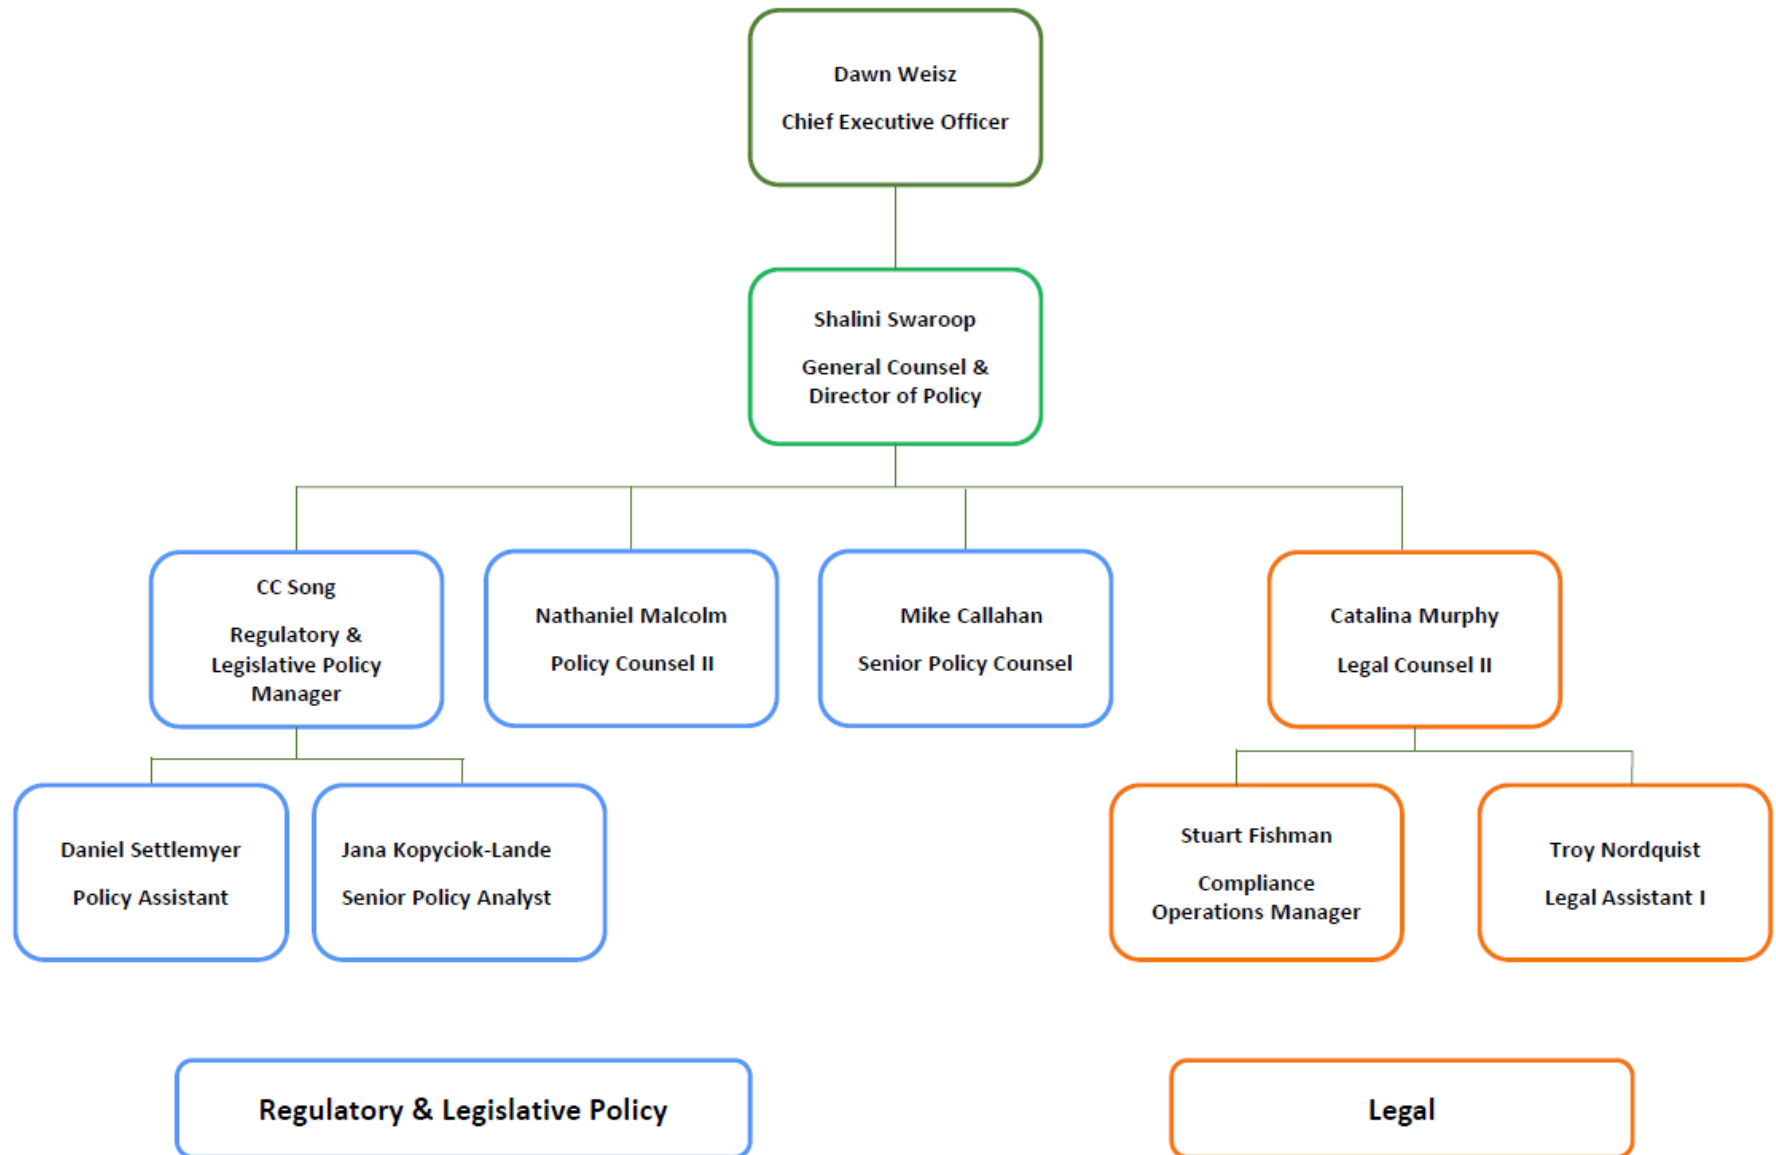 Dawn Weisz
Chief Executive Officer
Shalini Swaroop
General Counsel &
Director of Policy
CC Song
Regulatory &
Legislative Policy
Manager
Nathaniel Malcolm
Policy Counsel II
Mike Callahan
Senior Policy Counsel
Catalina Murphy
Legal Counsel II
Daniel Settlemyer
Policy Assistant
Jana Kopyciok-Lande
Senior Policy Analyst
Stuart Fishman
Compliance
Operations Manager
Troy Nordquist
Legal Assistant I
Regulatory & Legislative Policy
Legal